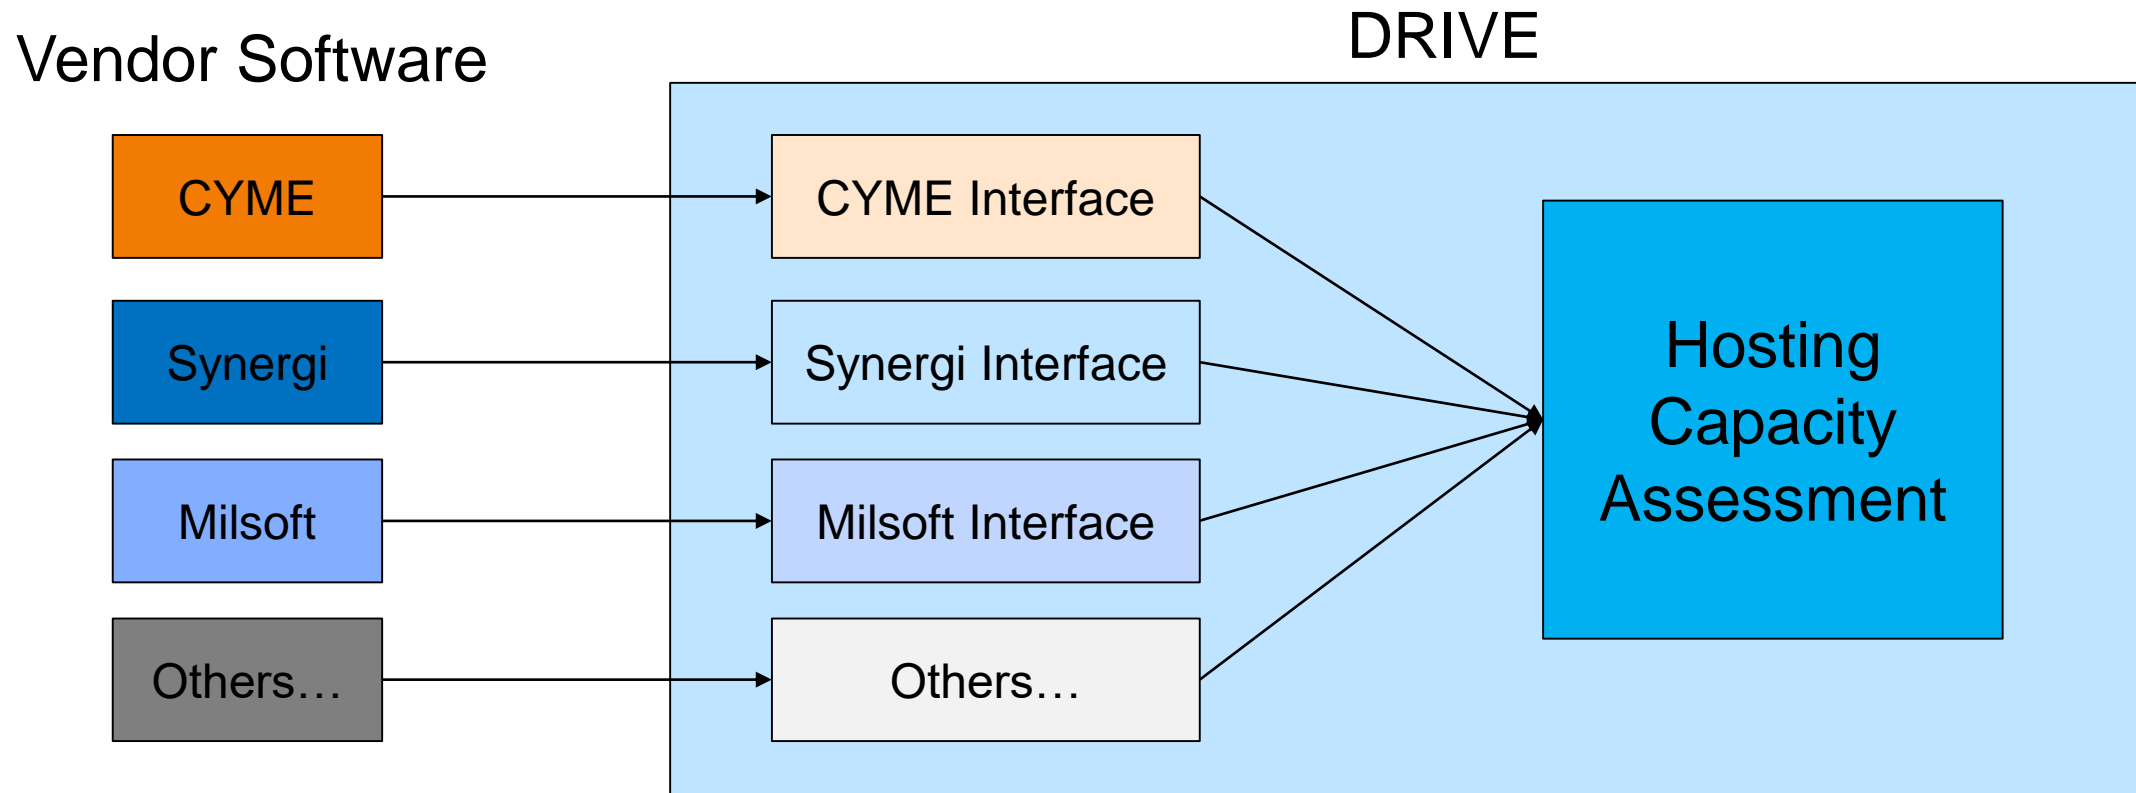 Vendor Software
DRIVE
CYME
CYME Interface
Synergi
Synergi Interface
Milsoft
Milsoft Interface
Others…
Others…
Hosting
Capacity
Assessment